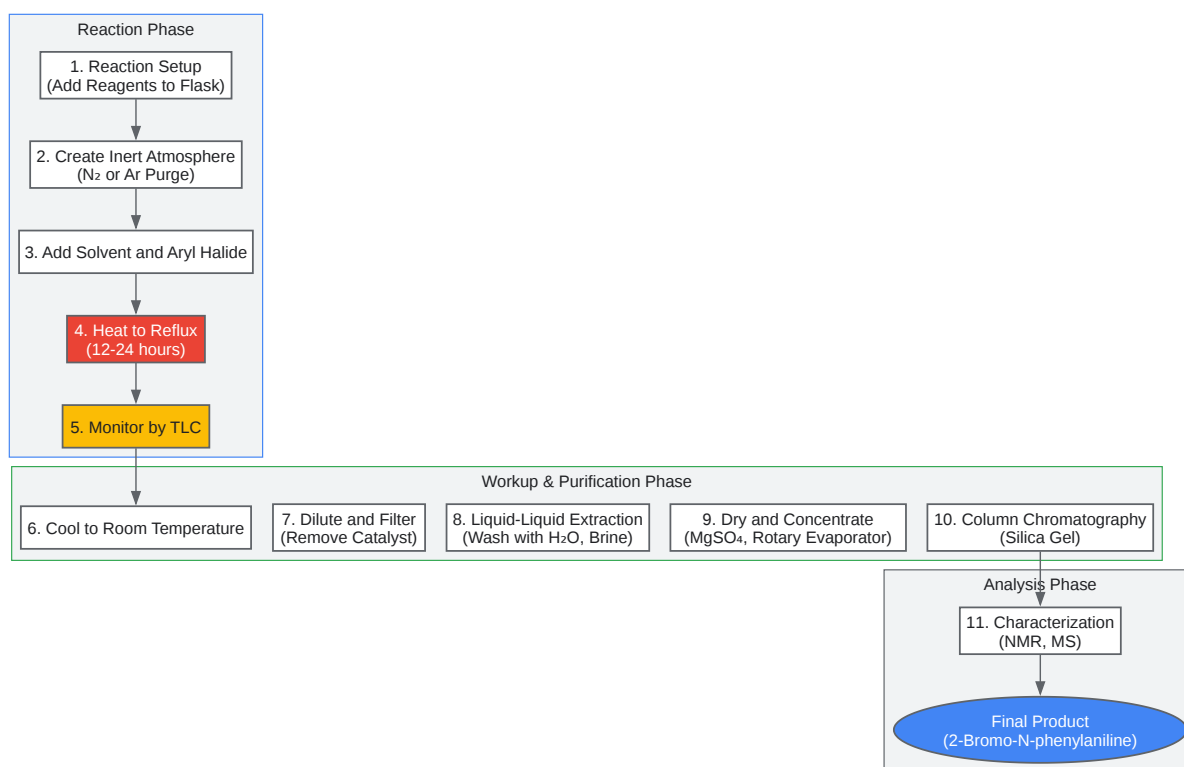 Reaction Phase
1. Reaction Setup
(Add Reagents to Flask)
2. Create Inert Atmosphere
(N₂ or Ar Purge)
3. Add Solvent and Aryl Halide
4. Heat to Reflux
(12-24 hours)
5. Monitor by TLC
Workup & Purification Phase
6. Cool to Room Temperature
7. Dilute and Filter
(Remove Catalyst)
8. Liquid-Liquid Extraction
(Wash with H₂O, Brine)
9. Dry and Concentrate
(MgSO₄, Rotary Evaporator)
10. Column Chromatography
(Silica Gel)
Analysis Phase
11. Characterization
(NMR, MS)
Final Product
(2-Bromo-N-phenylaniline)